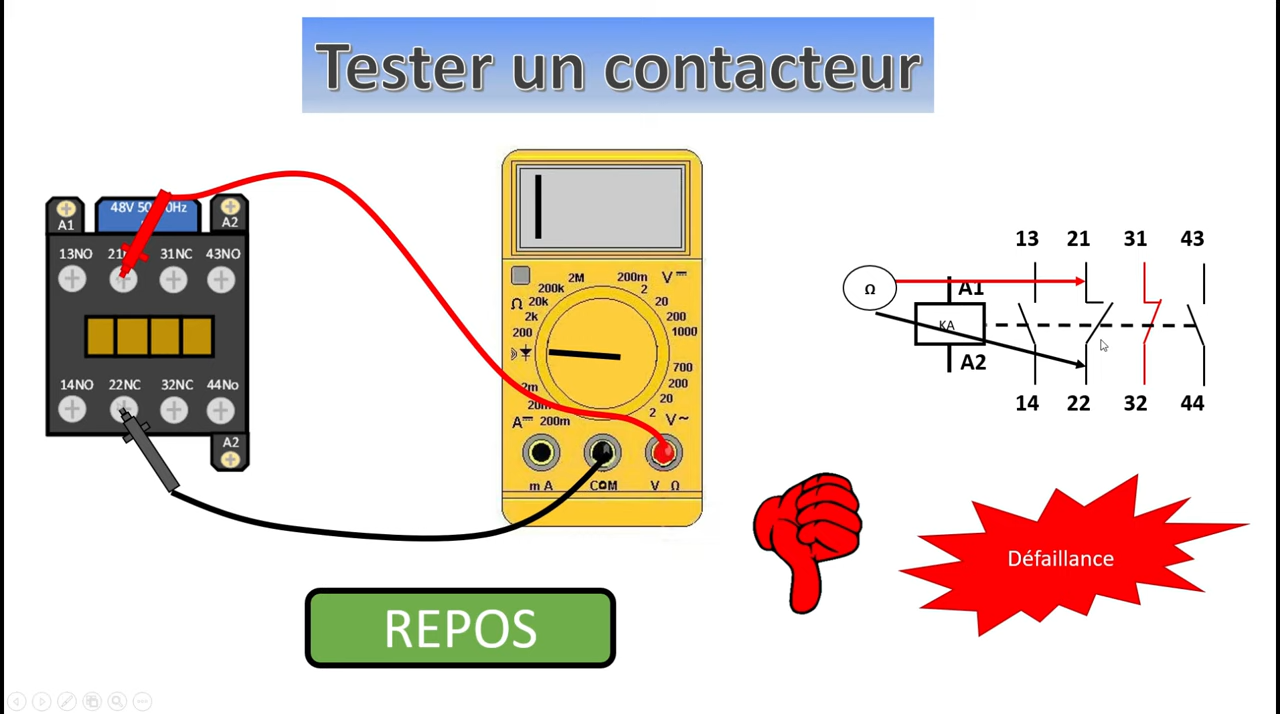 Tester un contacteur
48V 50
0Hz
A1
A2
13NO
31NC
43NO
14NO
22NC
32NC
44No
A2
2M
200m
V
200k
2
Ω
20k
20
2k
200
200
1000
2m
700
20m
200
A
200m
20
2
V~
m A
COM
V Ω
13
21
31
43
Ω
A1
KA
A2
14
22
32
44
Défaillance
REPOS